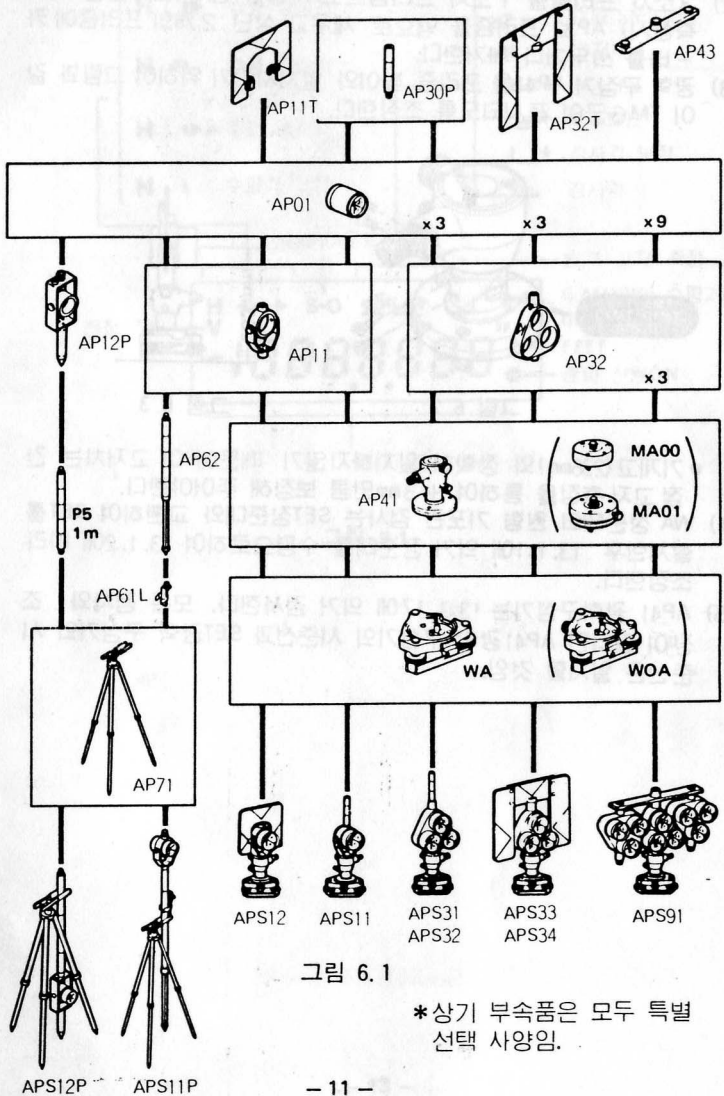 AP11T
AP30P
AP32T
AP43
AP01
×3
×3
×9
AP12P
AP11
AP32
×3
AP62
P5
1m
AP61L
AP41
MA00
MA01
WA
WOA
AP71
APS12
APS11
APS31
APS32
APS33
APS34
APS91
그림 6.1
*상기 부속품은 모두 특별
선택 사양임.
APS12P
APS11P
- 11 -